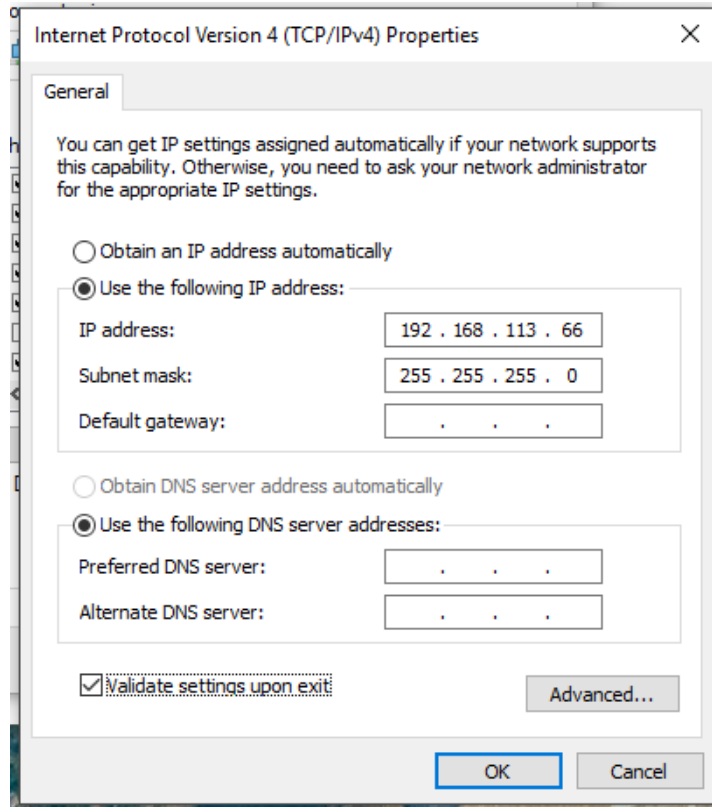 Internet Protocol Version 4 (TCP/IPv4) Properties
General
You can get IP settings assigned automatically if your network supports
this capability. Otherwise, you need to ask your network administrator
for the appropriate IP settings.
Obtain an IP address automatically
Use the following IP address:
IP address: 192 . 168 . 113 . 66
Subnet mask: 255 . 255 . 255 . 0
Default gateway: . . .
Obtain DNS server address automatically
Use the following DNS server addresses:
Preferred DNS server: . . .
Alternate DNS server: . . .
Validate settings upon exit
Advanced...
OK Cancel